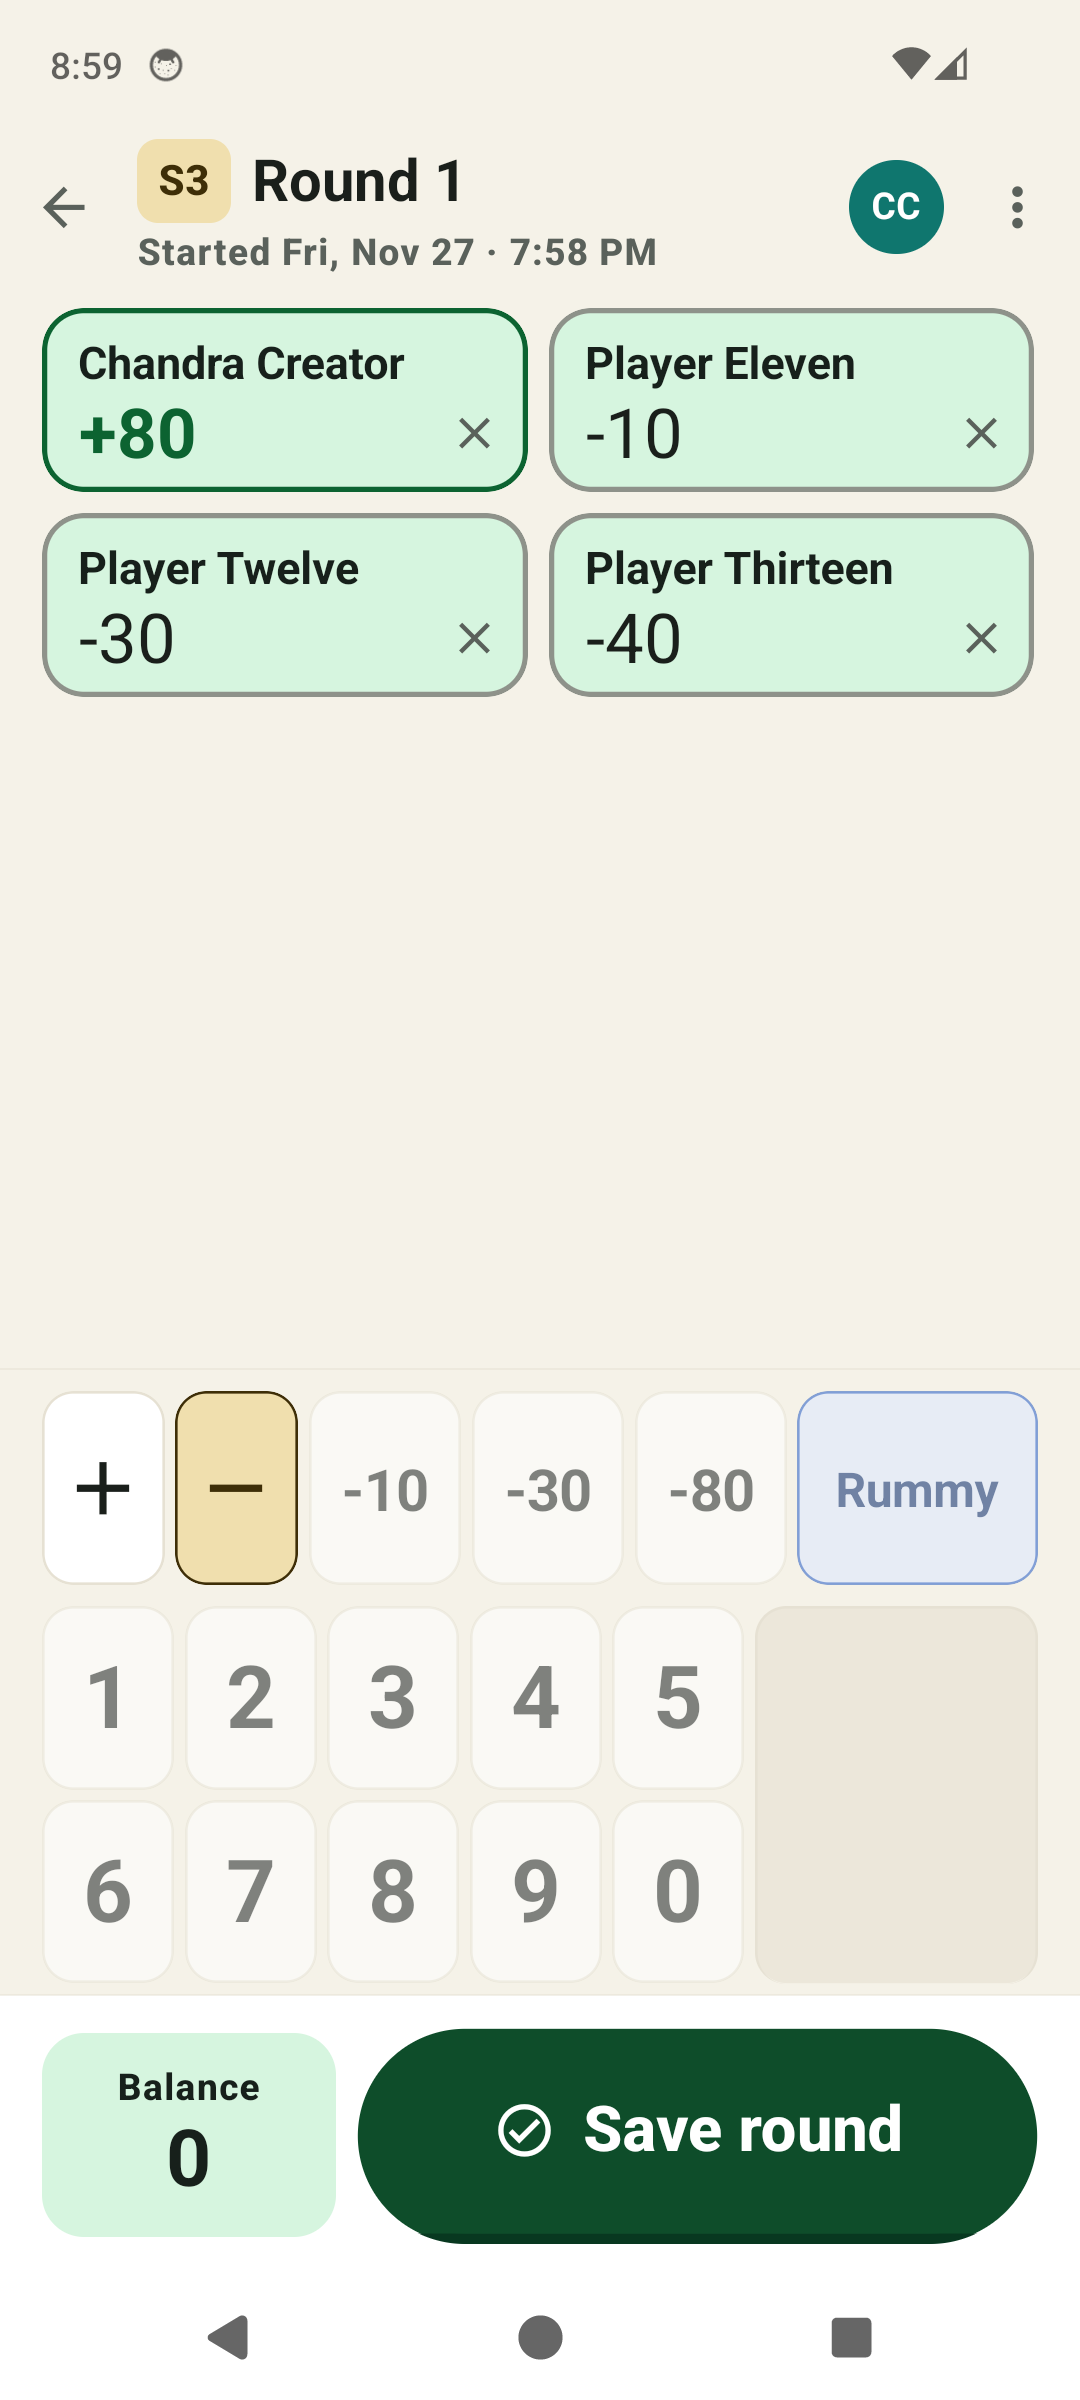 8:59
S3 Round 1
CC
Started Fri, Nov 27 · 7:58 PM
Chandra Creator
+80
Player Eleven
-10
Player Twelve
-30
Player Thirteen
-40
+ − -10 -30 -80 Rummy
1 2 3 4 5
6 7 8 9 0
Balance
0
Save round